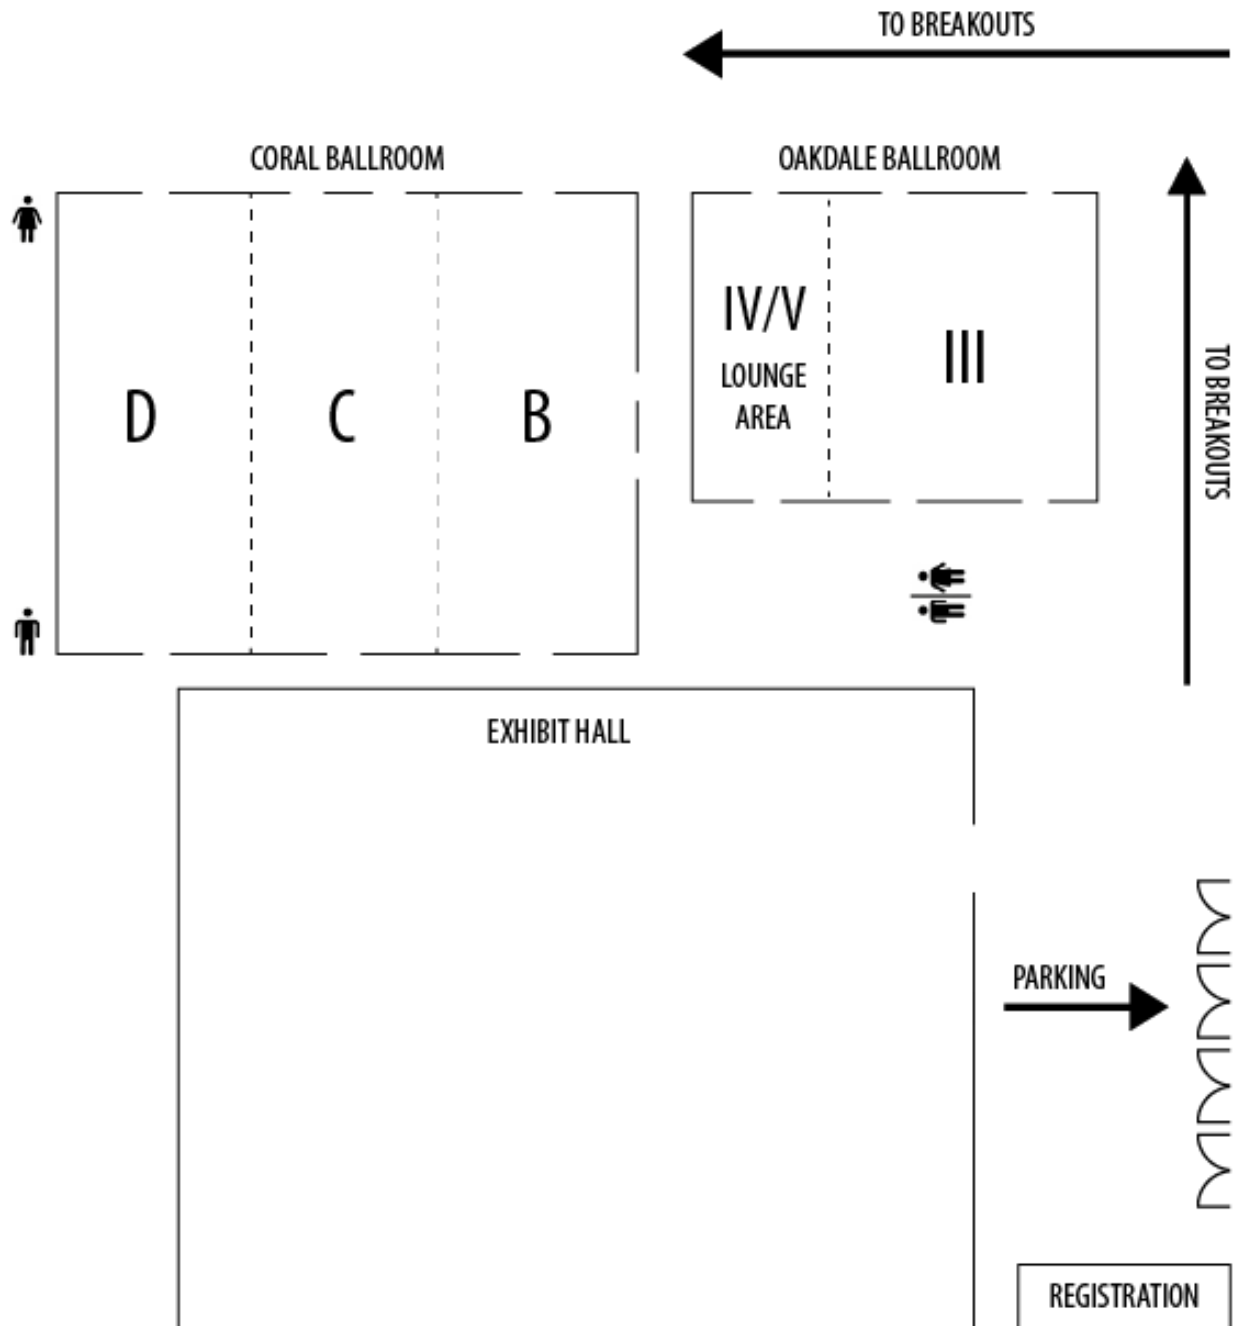 TO BREAKOUTS
CORAL BALLROOM
OAKDALE BALLROOM
TO BREAKOUTS
D
C
B
IV/V
LOUNGE
AREA
III
EXHIBIT HALL
PARKING
REGISTRATION